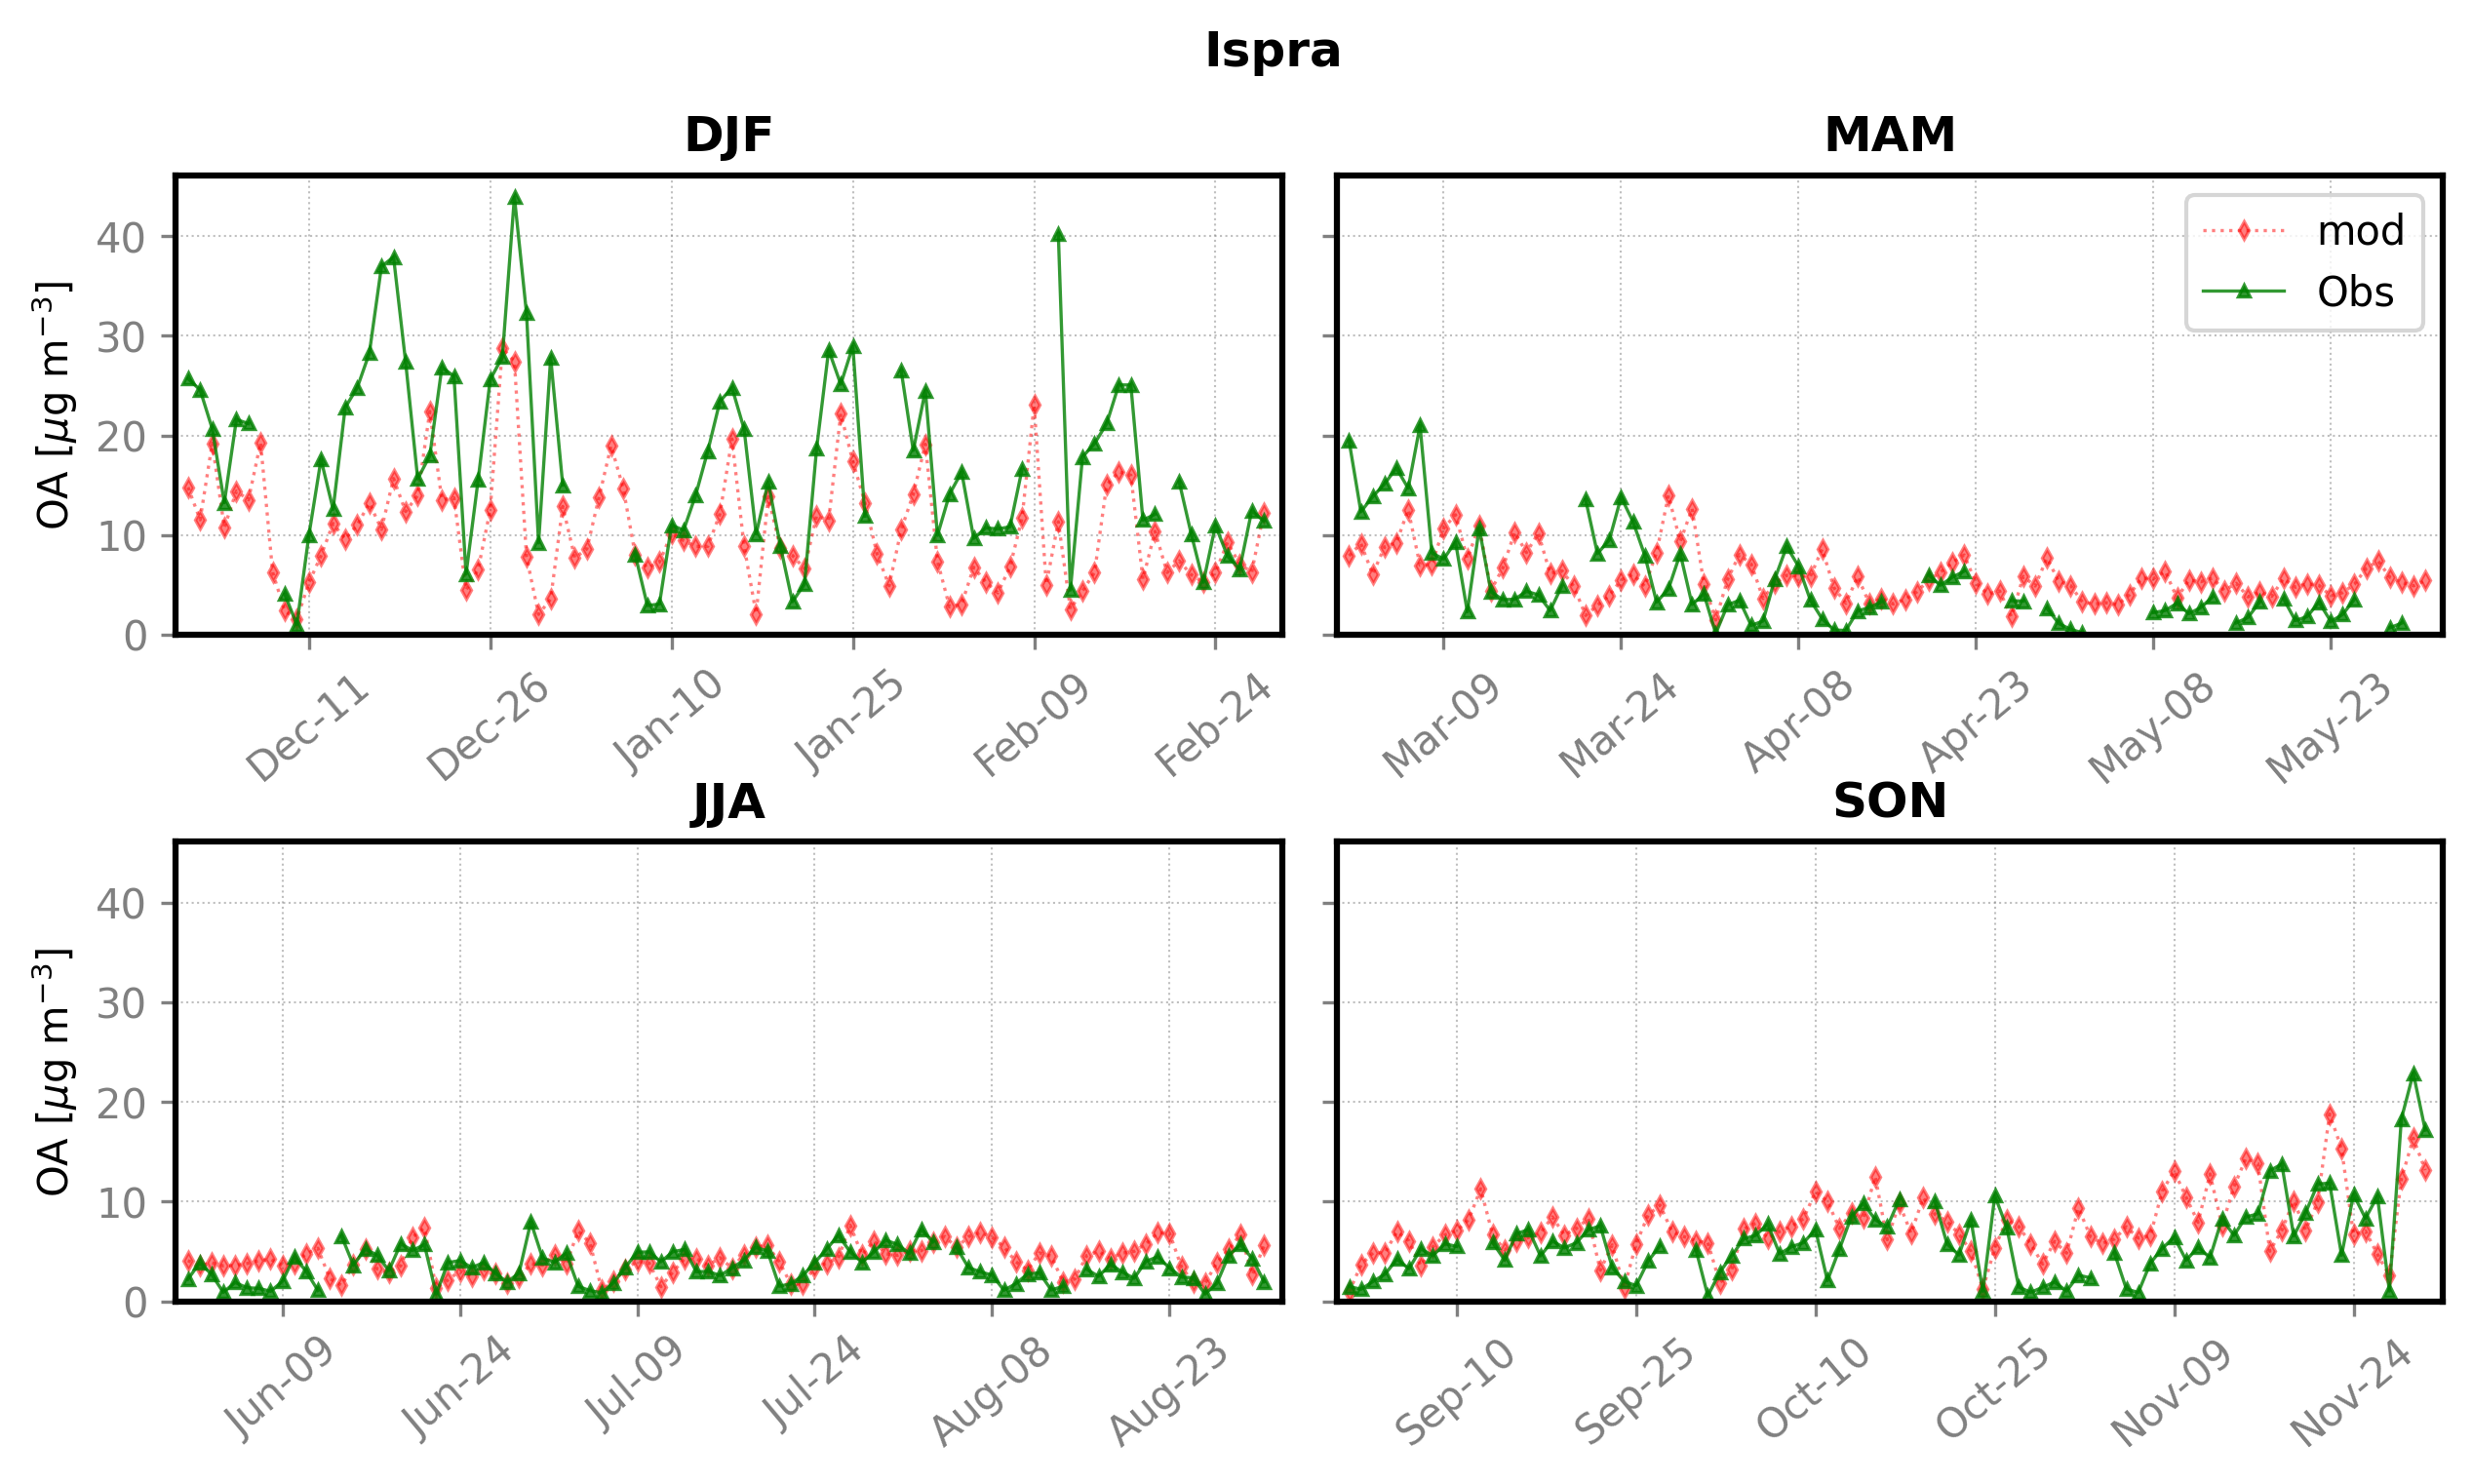 Ispra
DJF
MAM
OA [μg m⁻³]
40
30
20
10
0
mod
Obs
Dec-11
Dec-26
Jan-10
Jan-25
Feb-09
Feb-24
Mar-09
Mar-24
Apr-08
Apr-23
May-08
May-23
JJA
SON
OA [μg m⁻³]
40
30
20
10
0
Jun-09
Jun-24
Jul-09
Jul-24
Aug-08
Aug-23
Sep-10
Sep-25
Oct-10
Oct-25
Nov-09
Nov-24